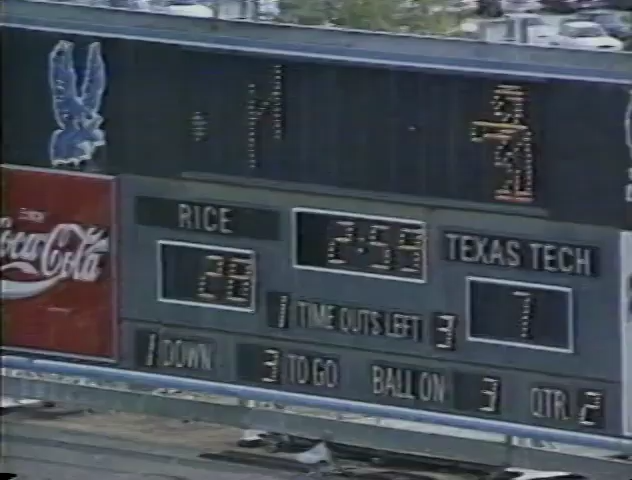 RICE
2:59
TEXAS TECH
28
7
1 TIME OUTS LEFT 3
Coca-Cola
1 DOWN
3 TO GO
BALL ON 3
QTR. 2